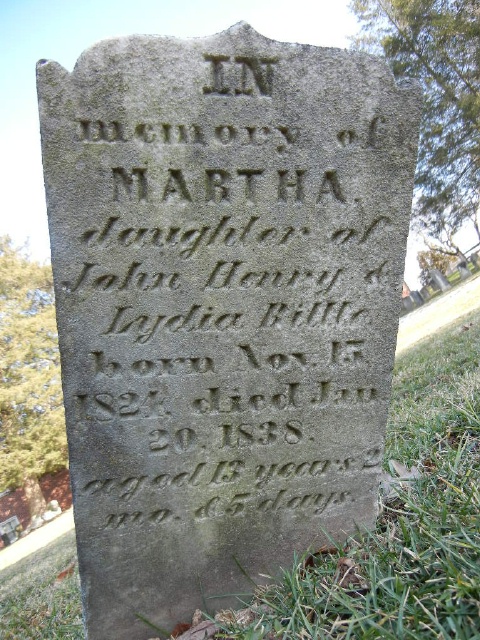 IN
memory of
MARTHA.
daughter of
John Henry &
Lydia
born Nov. 15
1824. died Jan.
20. 1838.
aged 13 years 2
mo. & 5 days.